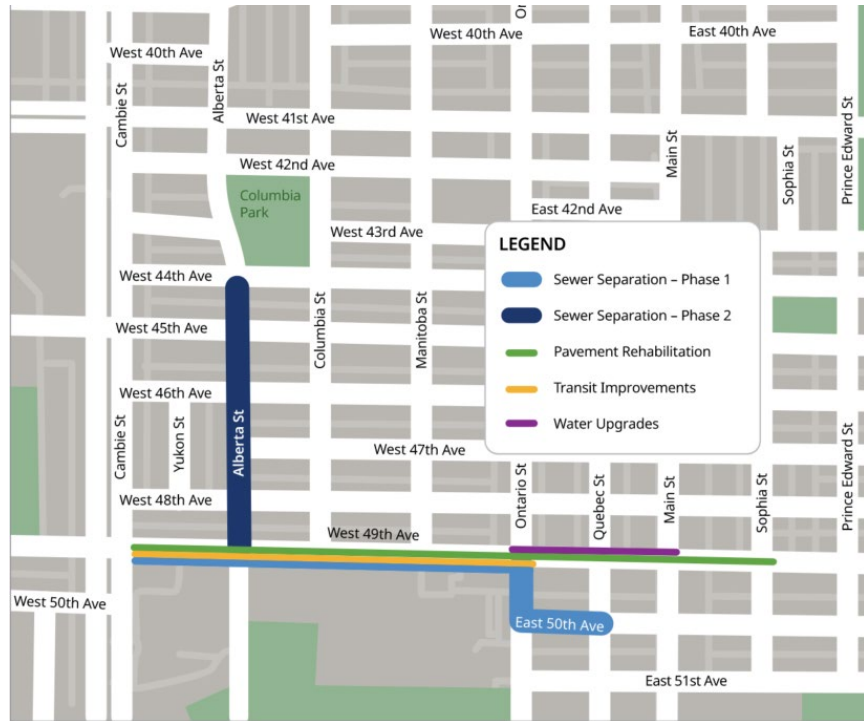 Or
West 40th Ave
West 40th Ave
East 40th Ave
Cambie St
Alberta St
West 41st Ave
Main St
Sophia St
Prince Edward St
West 42nd Ave
Columbia
Park
East 42nd Ave
West 43rd Ave
LEGEND
Sewer Separation – Phase 1
Sewer Separation – Phase 2
Pavement Rehabilitation
Transit Improvements
Water Upgrades
West 44th Ave
West 45th Ave
Columbia St
Manitoba St
West 46th Ave
Cambie St
Yukon St
Alberta St
West 47th Ave
Prince Edward St
West 48th Ave
Ontario St
Quebec St
Main St
Sophia St
West 49th Ave
West 50th Ave
East 50th Ave
East 51st Ave